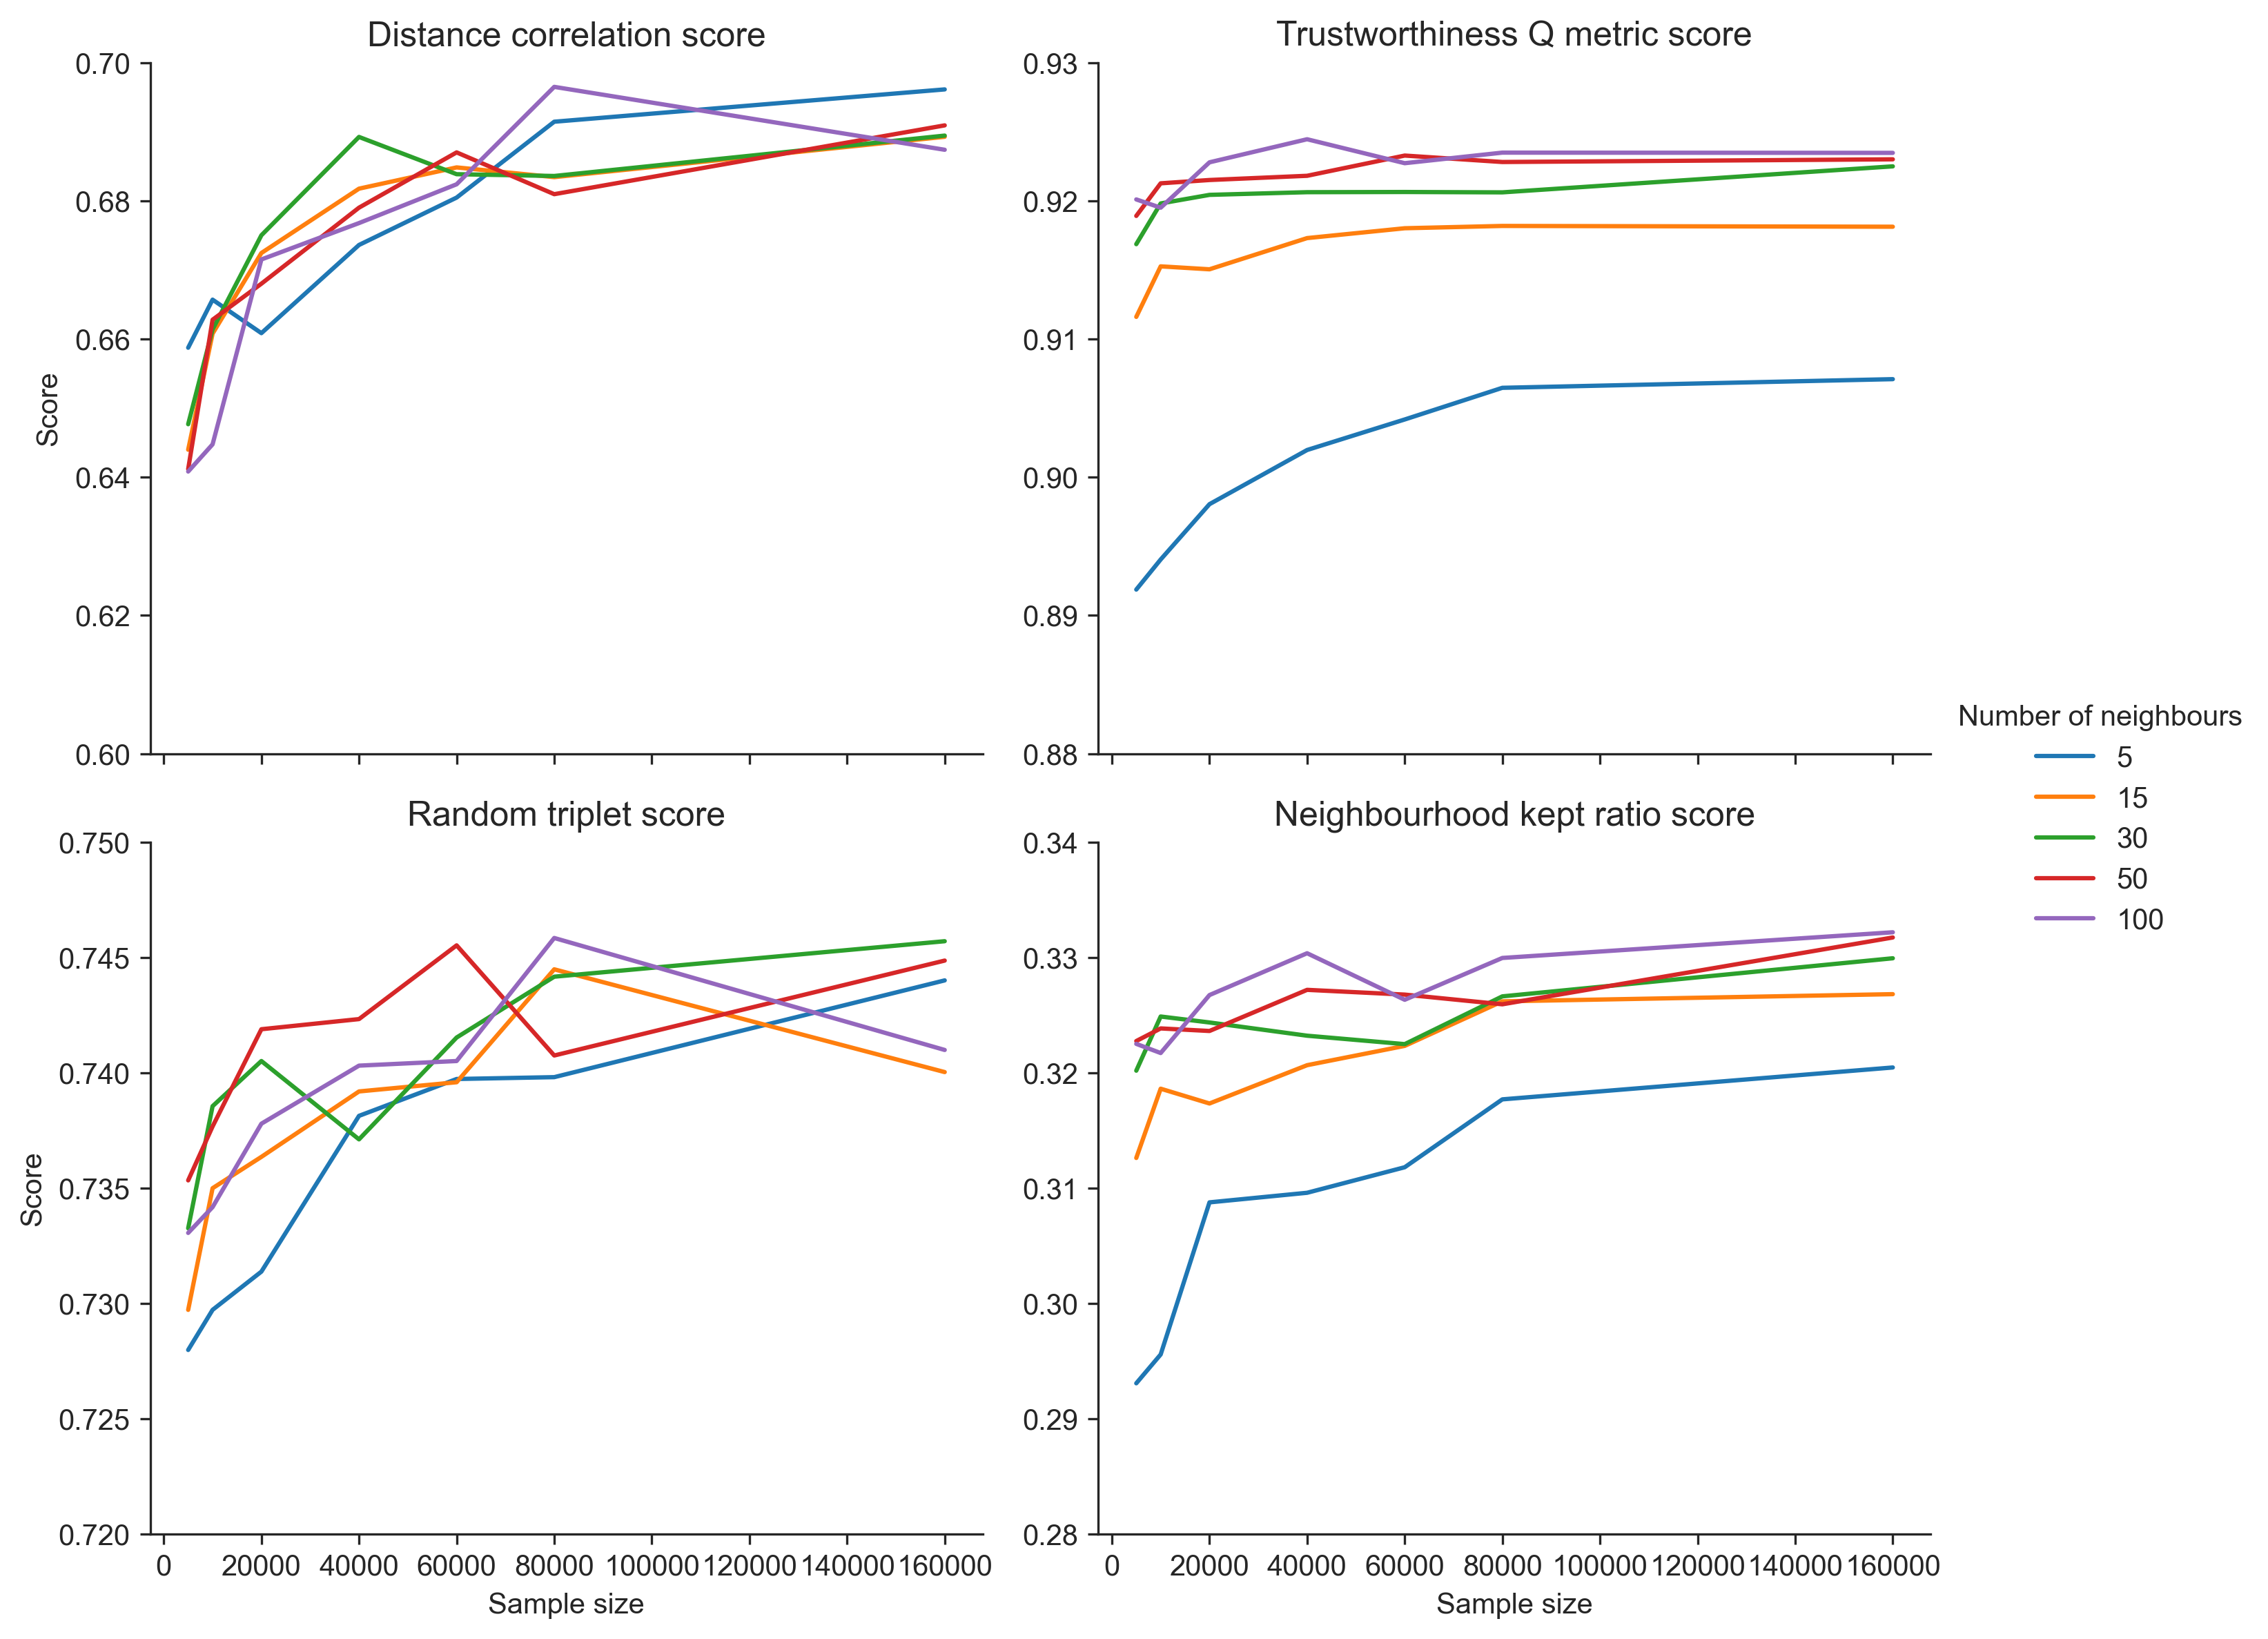 Distance correlation score
0.70
0.68
0.66
0.64
0.62
0.60
Score
Trustworthiness Q metric score
0.93
0.92
0.91
0.90
0.89
0.88
Number of neighbours
5
15
30
50
100
Random triplet score
0.750
0.745
0.740
0.735
0.730
0.725
0.720
Score
0 20000 40000 60000 80000 100000 120000 140000 160000
Sample size
Neighbourhood kept ratio score
0.34
0.33
0.32
0.31
0.30
0.29
0.28
0 20000 40000 60000 80000 100000 120000 140000 160000
Sample size